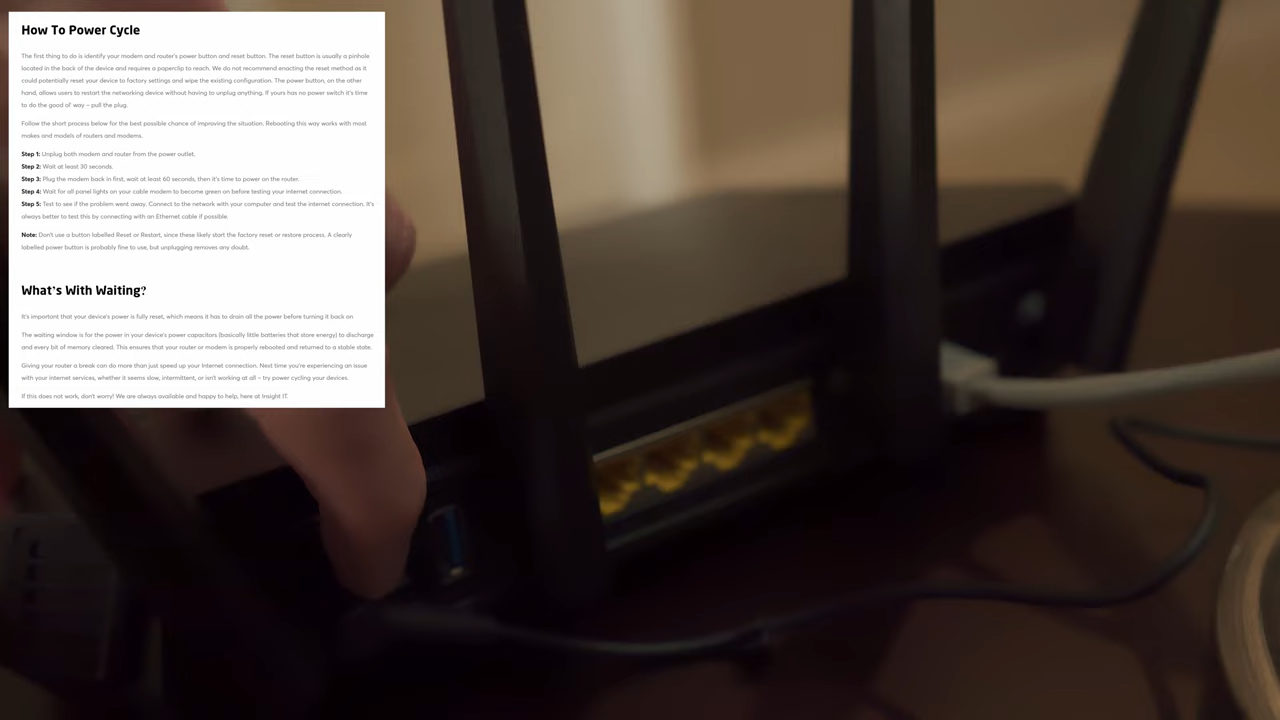 How To Power Cycle
The first thing to do is identify your modem and router's power button and reset button. The reset button is usually a pinhole
located in the back of the device and requires a paperclip to reach. We do not recommend enacting the reset method as it
could potentially reset your device to factory settings and wipe the existing configuration. The power button, on the other
hand, allows users to restart the networking device without having to unplug anything. If yours has no power switch it's time
to do the good ol' way – pull the plug.
Follow the short process below for the best possible chance of improving the situation. Rebooting this way works with most
makes and models of routers and modems.
Step 1: Unplug both modem and router from the power outlet.
Step 2: Wait at least 30 seconds.
Step 3: Plug the modem back in first, wait at least 60 seconds, then it's time to power on the router.
Step 4: Wait for all panel lights on your cable modem to become green on before testing your internet connection.
Step 5: Test to see if the problem went away. Connect to the network with your computer and test the internet connection. It's
always better to test this by connecting with an Ethernet cable if possible.
Note: Don't use a button labelled Reset or Restart, since these likely start the factory reset or restore process. A clearly
labelled power button is probably fine to use, but unplugging removes any doubt.
What's With Waiting?
It's important that your device's power is fully reset, which means it has to drain all the power before turning it back on
The waiting window is for the power in your device's power capacitors (basically little batteries that store energy) to discharge
and every bit of memory cleared. This ensures that your router or modem is properly rebooted and returned to a stable state.
Giving your router a break can do more than just speed up your Internet connection. Next time you're experiencing an issue
with your internet services, whether it seems slow, intermittent, or isn't working at all – try power cycling your devices.
If this does not work, don't worry! We are always available and happy to help, here at Insight IT.